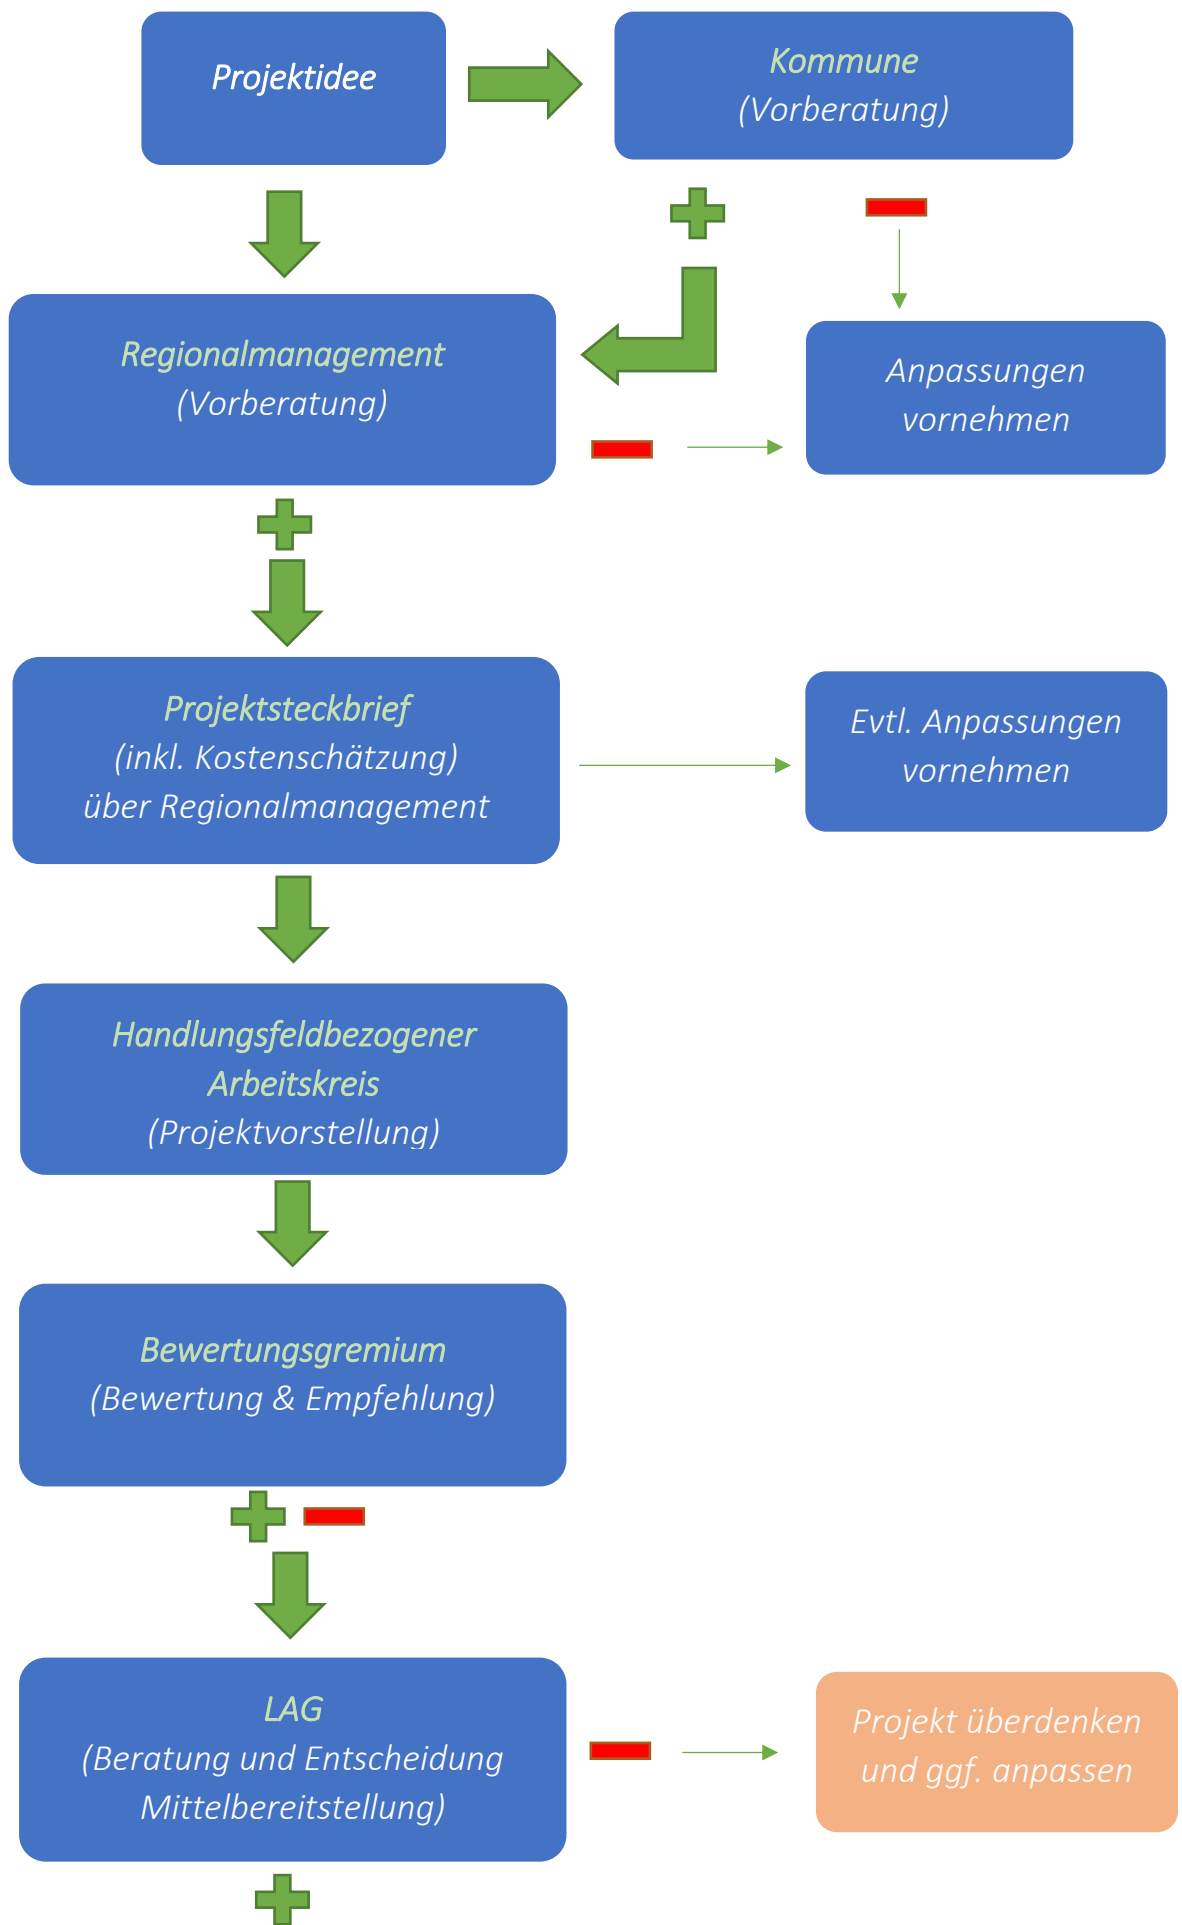 Projektidee
Kommune
(Vorberatung)
Regionalmanagement
(Vorberatung)
Anpassungen
vornehmen
Projektsteckbrief
(inkl. Kostenschätzung)
über Regionalmanagement
Evtl. Anpassungen
vornehmen
Handlungsfeldbezogener
Arbeitskreis
(Projektvorstellung)
Bewertungsgremium
(Bewertung & Empfehlung)
LAG
(Beratung und Entscheidung
Mittelbereitstellung)
Projekt überdenken
und ggf. anpassen